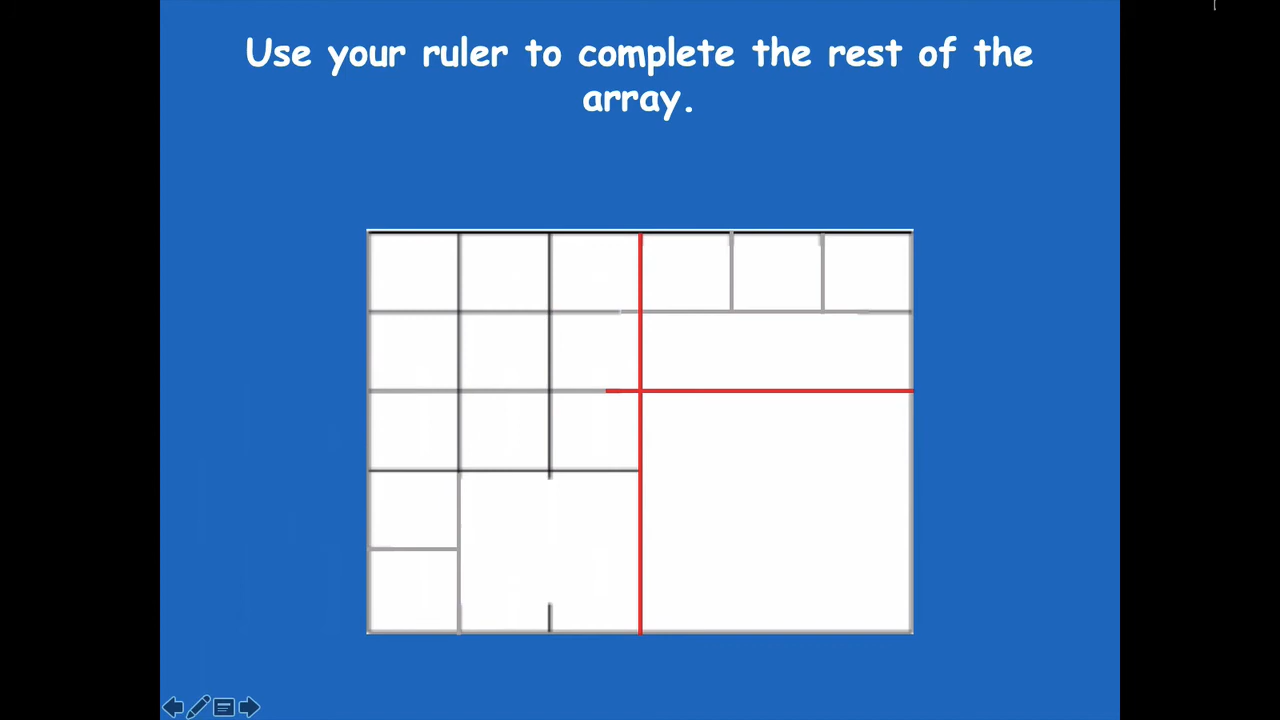 Use your ruler to complete the rest of the
array.